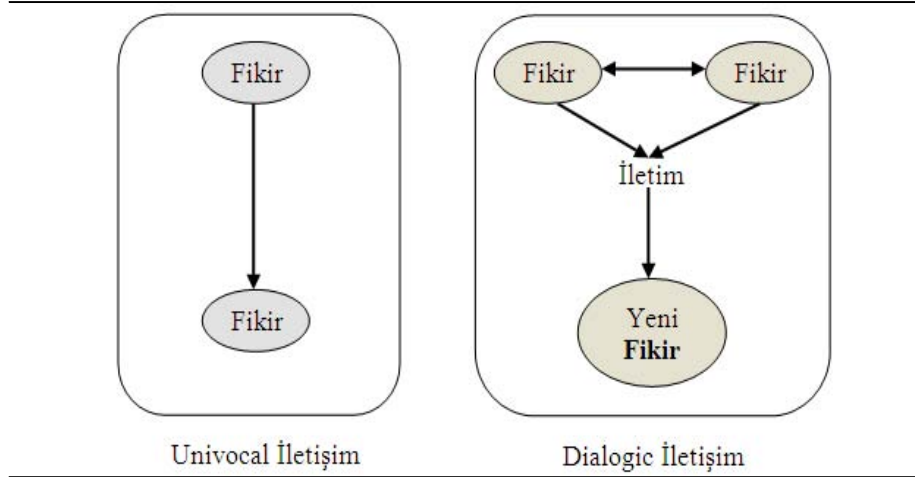 Fikir
Fikir
Univocal İletişim
Fikir
Fikir
İletim
Yeni
Fikir
Dialogic İletişim